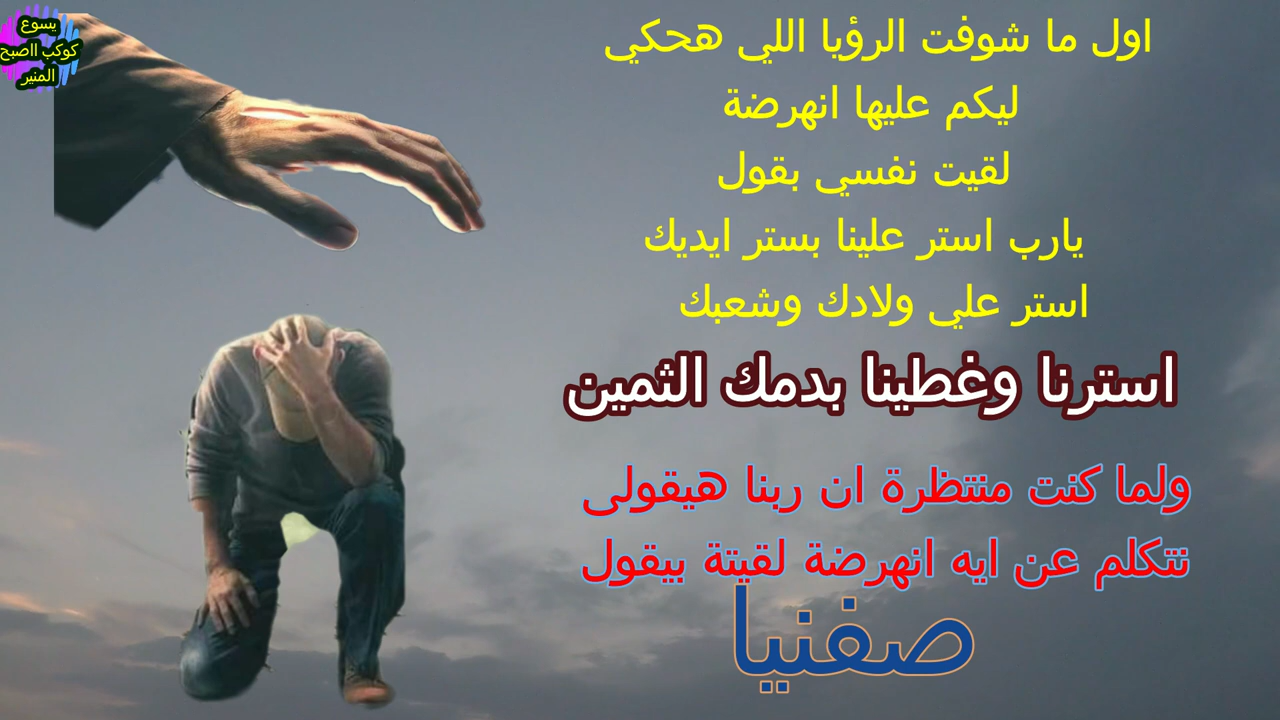 يسوع
كوكب ااصبح
المنير
اول ما شوفت الرؤيا اللي هحكي
ليكم عليها انهرضة
لقيت نفسي بقول
يارب استر علينا بستر ايديك
استر علي ولادك وشعبك
استرنا وغطينا بدمك الثمين
ولما كنت منتظرة ان ربنا هيقولى
نتكلم عن ايه انهرضة لقيتة بيقول
صفنيا